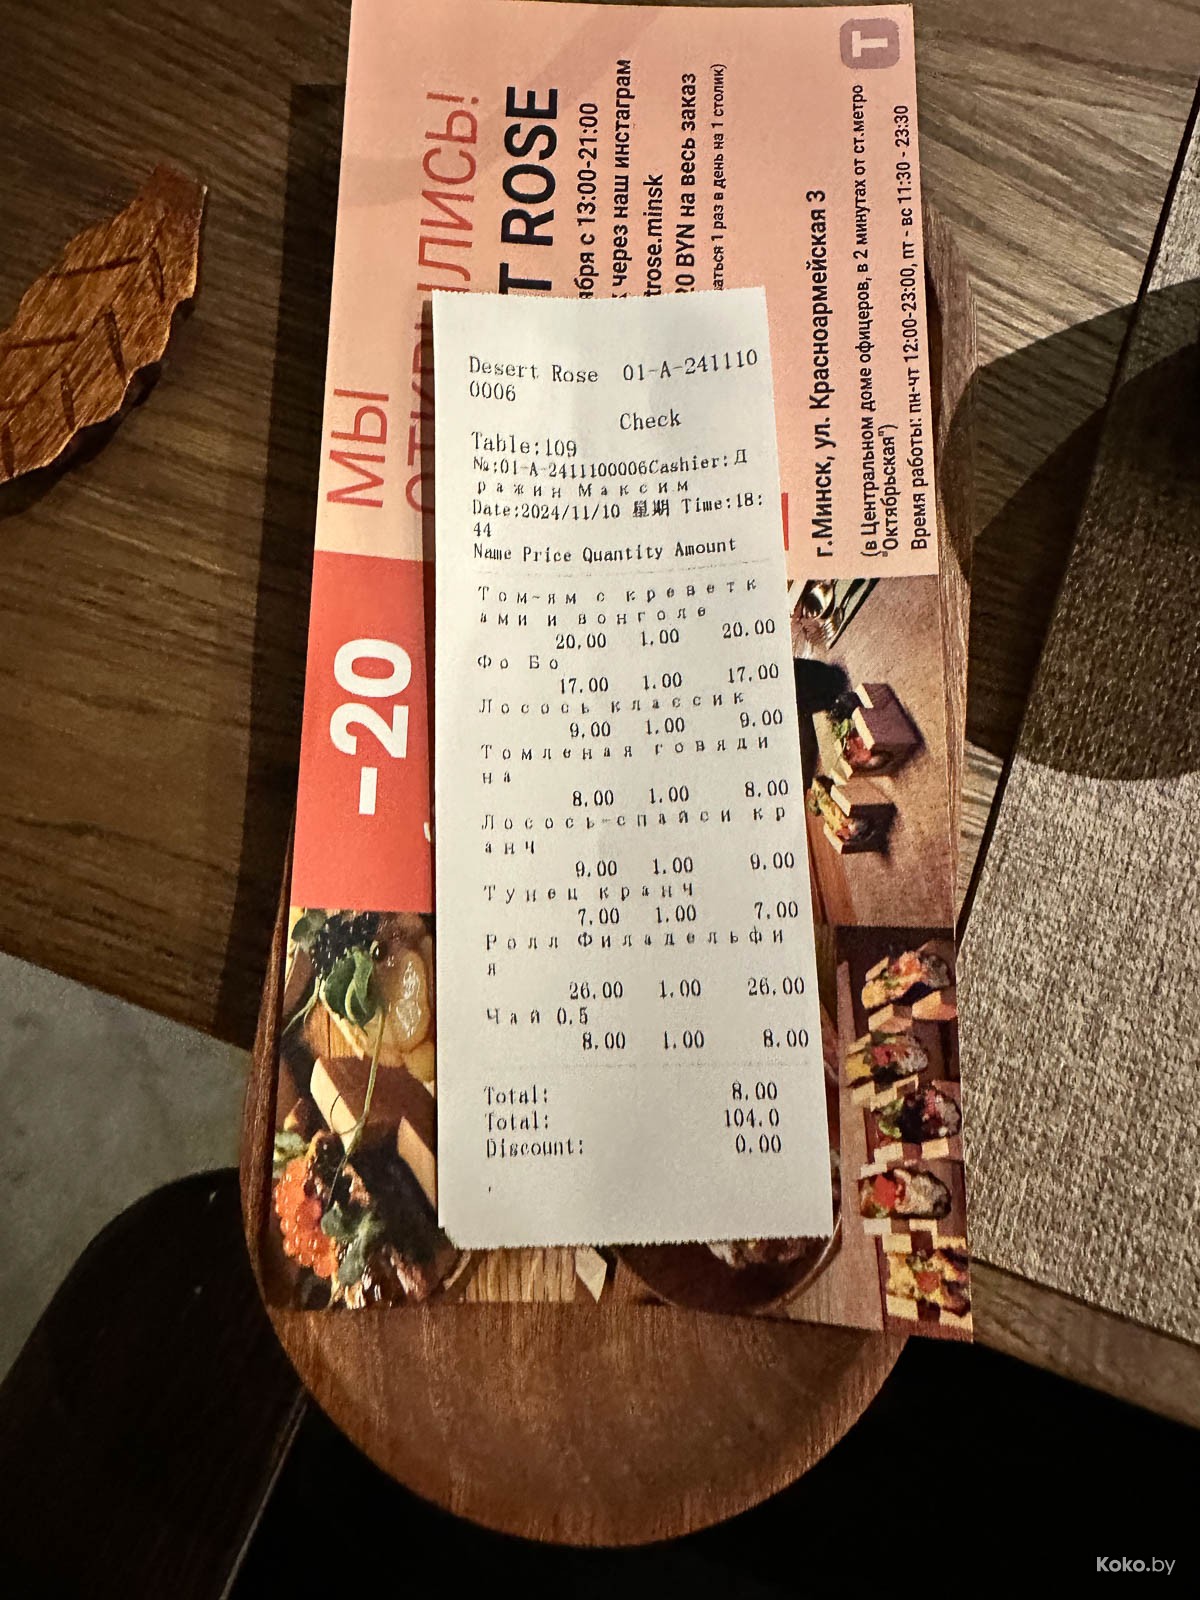 МЫ
T ROSE
ября с 13:00-21:00
через наш инстаграм
trose.minsk
20 BYN на весь заказ
ваться 1 раз в день на 1 столик)
T
г.Минск, ул. Красноармейская 3
(в Центральном доме офицеров, в 2 минутах от ст.метро
"Октябрьская")
Время работы: пн-чт 12:00-23:00, пт - вс 11:30 - 23:30
-20
Desert Rose 01-A-241110
0006
Check
Table:109
№:01-A-2411100006Cashier:Д
ражин Максим
Date:2024/11/10 星期 Time:18:
44
Name Price Quantity Amount
Том-ям с креветк
ами и вонголе
20.00 1.00 20.00
Фо Бо
17.00 1.00 17.00
Лосось классик
9.00 1.00 9.00
Томленая говяди
на
8.00 1.00 8.00
Лосось-спайси кр
анч
9.00 1.00 9.00
Тунец кранч
7.00 1.00 7.00
Ролл Филадельфи
я
26.00 1.00 26.00
Чай 0,5
8.00 1.00 8.00
Total: 8.00
Total: 104.0
Discount: 0.00
Koko.by